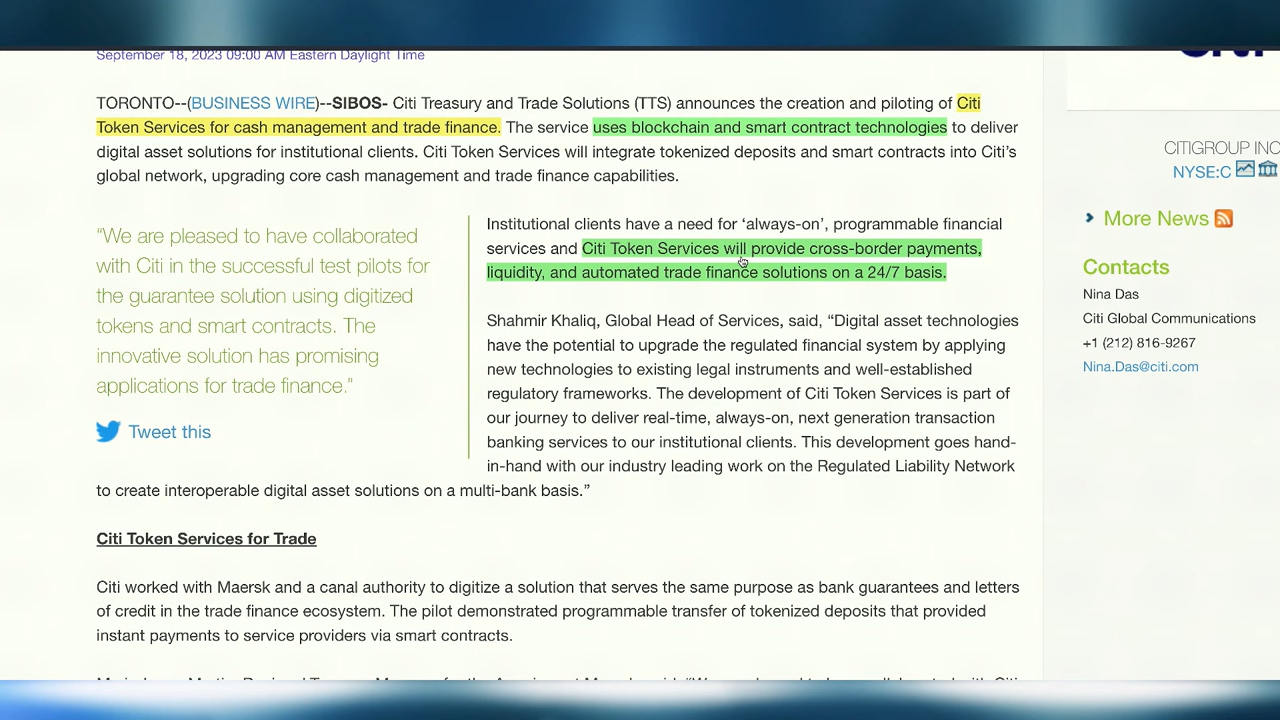 September 18, 2023 09:00 AM Eastern Daylight Time
TORONTO--(BUSINESS WIRE)--SIBOS- Citi Treasury and Trade Solutions (TTS) announces the creation and piloting of Citi
Token Services for cash management and trade finance. The service uses blockchain and smart contract technologies to deliver
digital asset solutions for institutional clients. Citi Token Services will integrate tokenized deposits and smart contracts into Citi’s
global network, upgrading core cash management and trade finance capabilities.
“We are pleased to have collaborated
with Citi in the successful test pilots for
the guarantee solution using digitized
tokens and smart contracts. The
innovative solution has promising
applications for trade finance.”
Tweet this
Institutional clients have a need for ‘always-on’, programmable financial
services and Citi Token Services will provide cross-border payments,
liquidity, and automated trade finance solutions on a 24/7 basis.
Shahmir Khaliq, Global Head of Services, said, “Digital asset technologies
have the potential to upgrade the regulated financial system by applying
new technologies to existing legal instruments and well-established
regulatory frameworks. The development of Citi Token Services is part of
our journey to deliver real-time, always-on, next generation transaction
banking services to our institutional clients. This development goes hand-
in-hand with our industry leading work on the Regulated Liability Network
to create interoperable digital asset solutions on a multi-bank basis.”
Citi Token Services for Trade
Citi worked with Maersk and a canal authority to digitize a solution that serves the same purpose as bank guarantees and letters
of credit in the trade finance ecosystem. The pilot demonstrated programmable transfer of tokenized deposits that provided
instant payments to service providers via smart contracts.
CITIGROUP INC
NYSE:C
More News
Contacts
Nina Das
Citi Global Communications
+1 (212) 816-9267
Nina.Das@citi.com